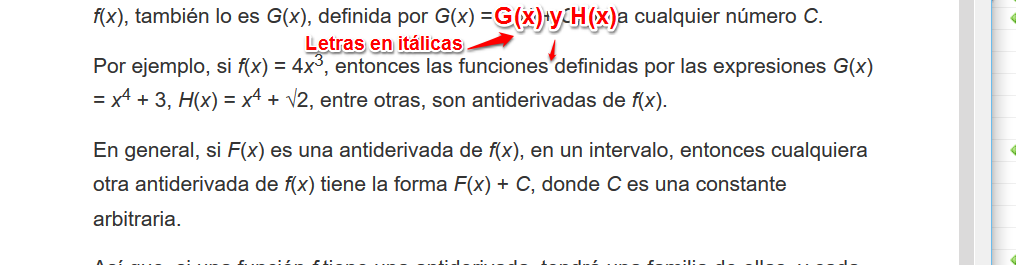 f(x), también lo es G(x), definida por G(x) = G(x) y H(x) a cualquier número C.
Letras en itálicas
Por ejemplo, si f(x) = 4x³, entonces las funciones definidas por las expresiones G(x)
= x⁴ + 3, H(x) = x⁴ + √2, entre otras, son antiderivadas de f(x).
En general, si F(x) es una antiderivada de f(x), en un intervalo, entonces cualquiera
otra antiderivada de f(x) tiene la forma F(x) + C, donde C es una constante
arbitraria.